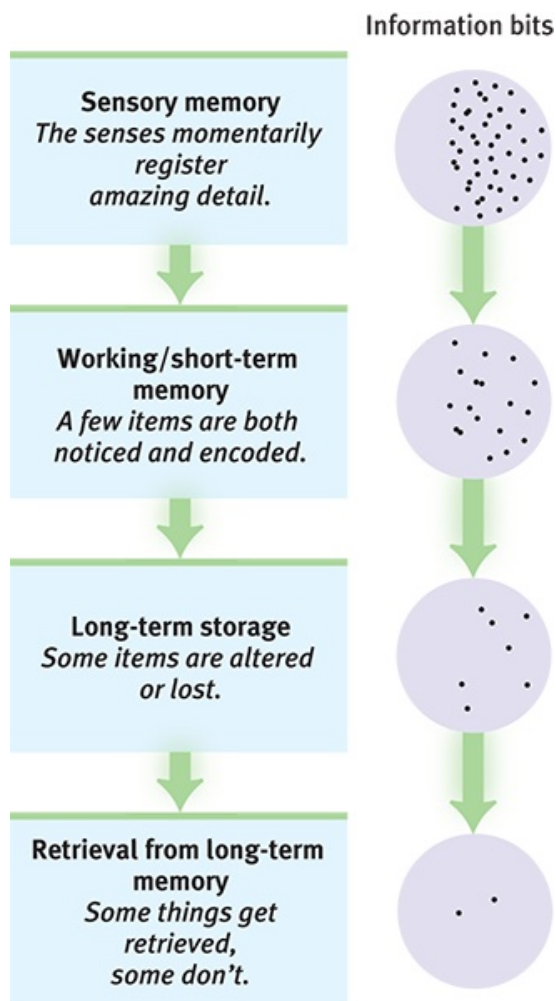 Information bits
Sensory memory
The senses momentarily
register
amazing detail.
Working/short-term
memory
A few items are both
noticed and encoded.
Long-term storage
Some items are altered
or lost.
Retrieval from long-term
memory
Some things get
retrieved,
some don't.